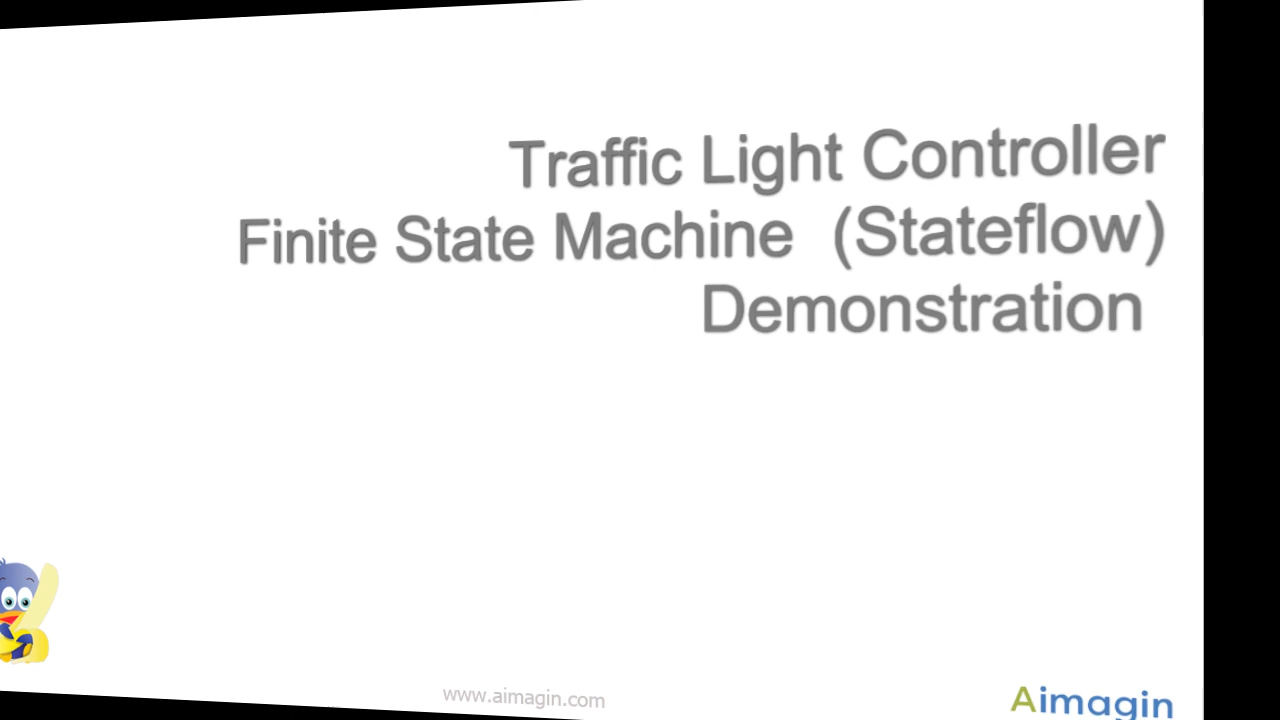 Traffic Light Controller
Finite State Machine (Stateflow)
Demonstration
www.aimagin.com
Aimagin